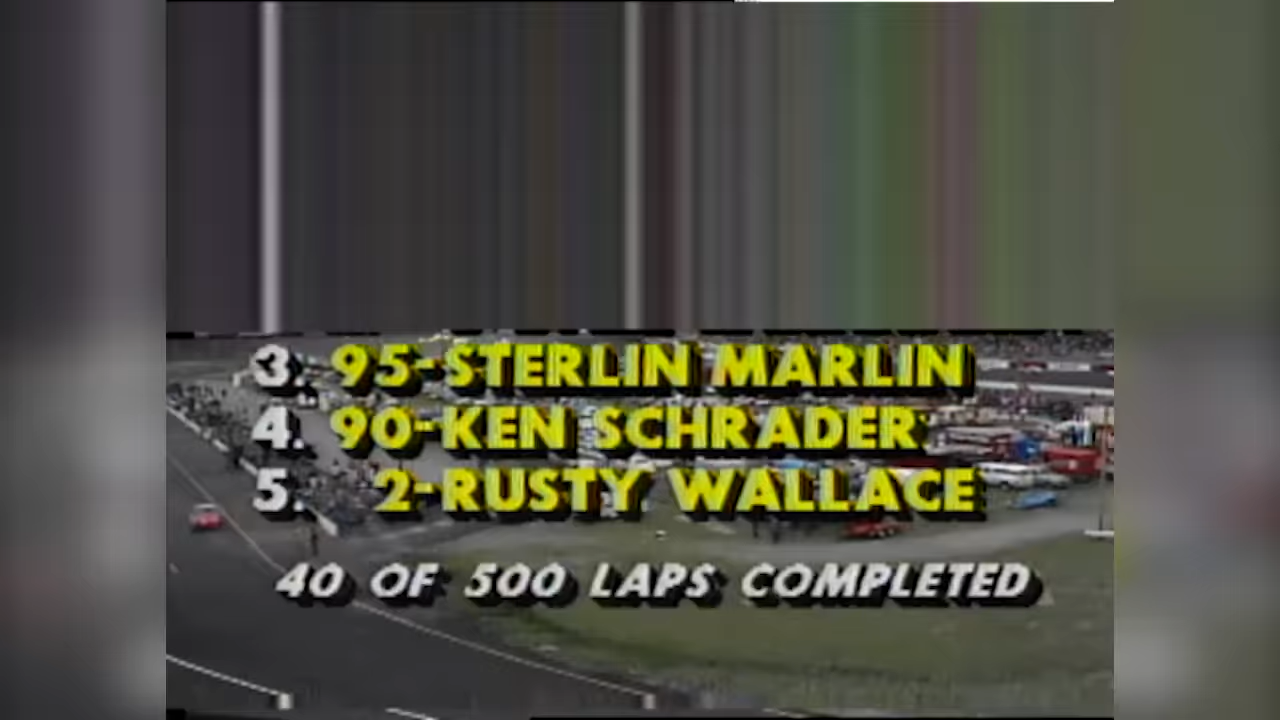 3. 95-STERLIN MARLIN
4. 90-KEN SCHRADER
5. 2-RUSTY WALLACE
40 OF 500 LAPS COMPLETED